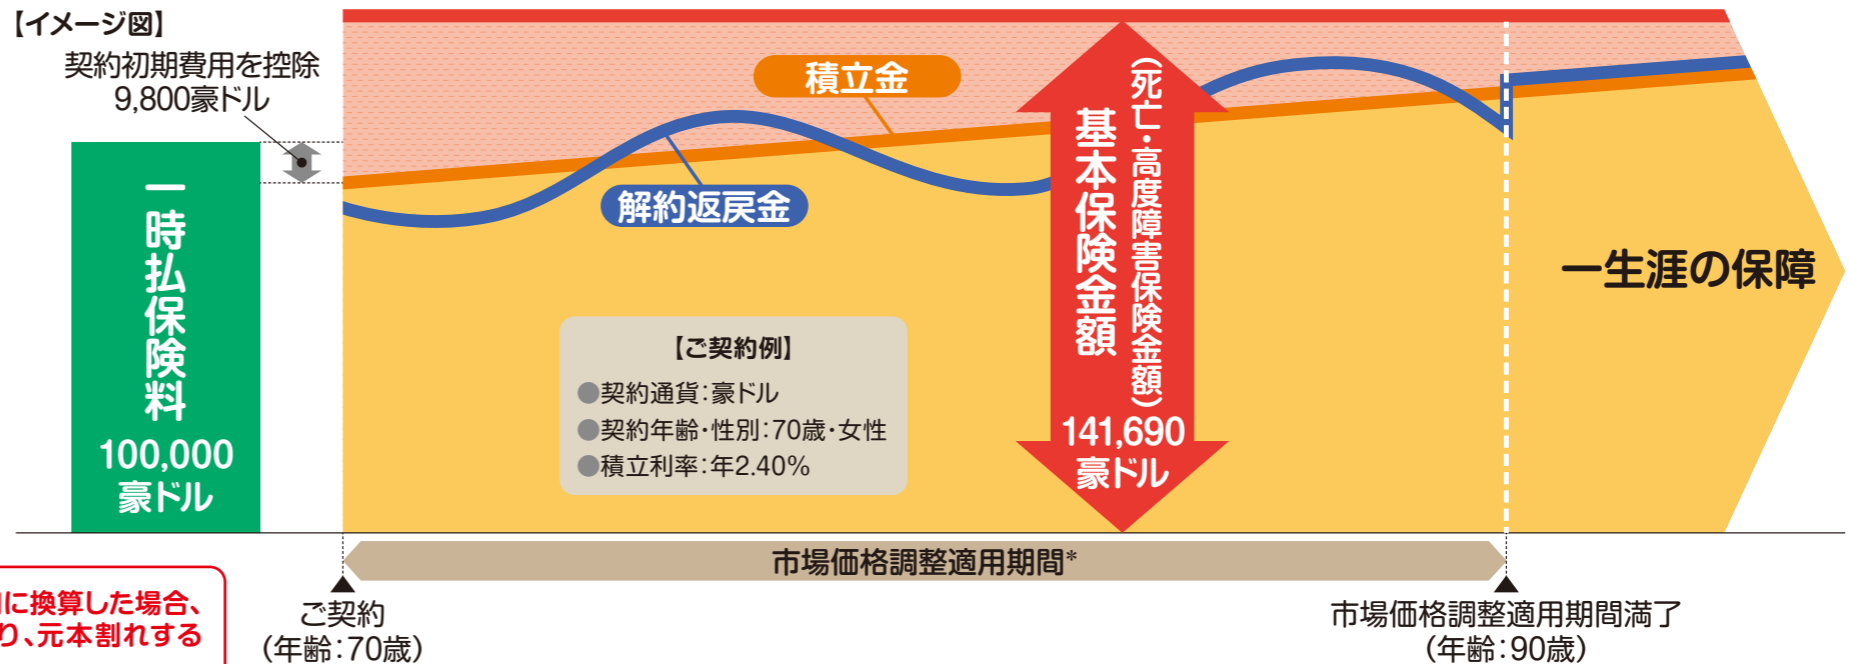 【イメージ図】
契約初期費用を控除
9,800豪ドル
一時払保険料
100,000
豪ドル
積立金
解約返戻金
基本保険金額
(死亡・高度障害保険金額)
141,690
豪ドル
一生涯の保障
【ご契約例】
●契約通貨:豪ドル
●契約年齢・性別:70歳・女性
●積立利率:年2.40%
市場価格調整適用期間*
に換算した場合、
り、元本割れする
ご契約
(年齢:70歳)
市場価格調整適用期間満了
(年齢:90歳)